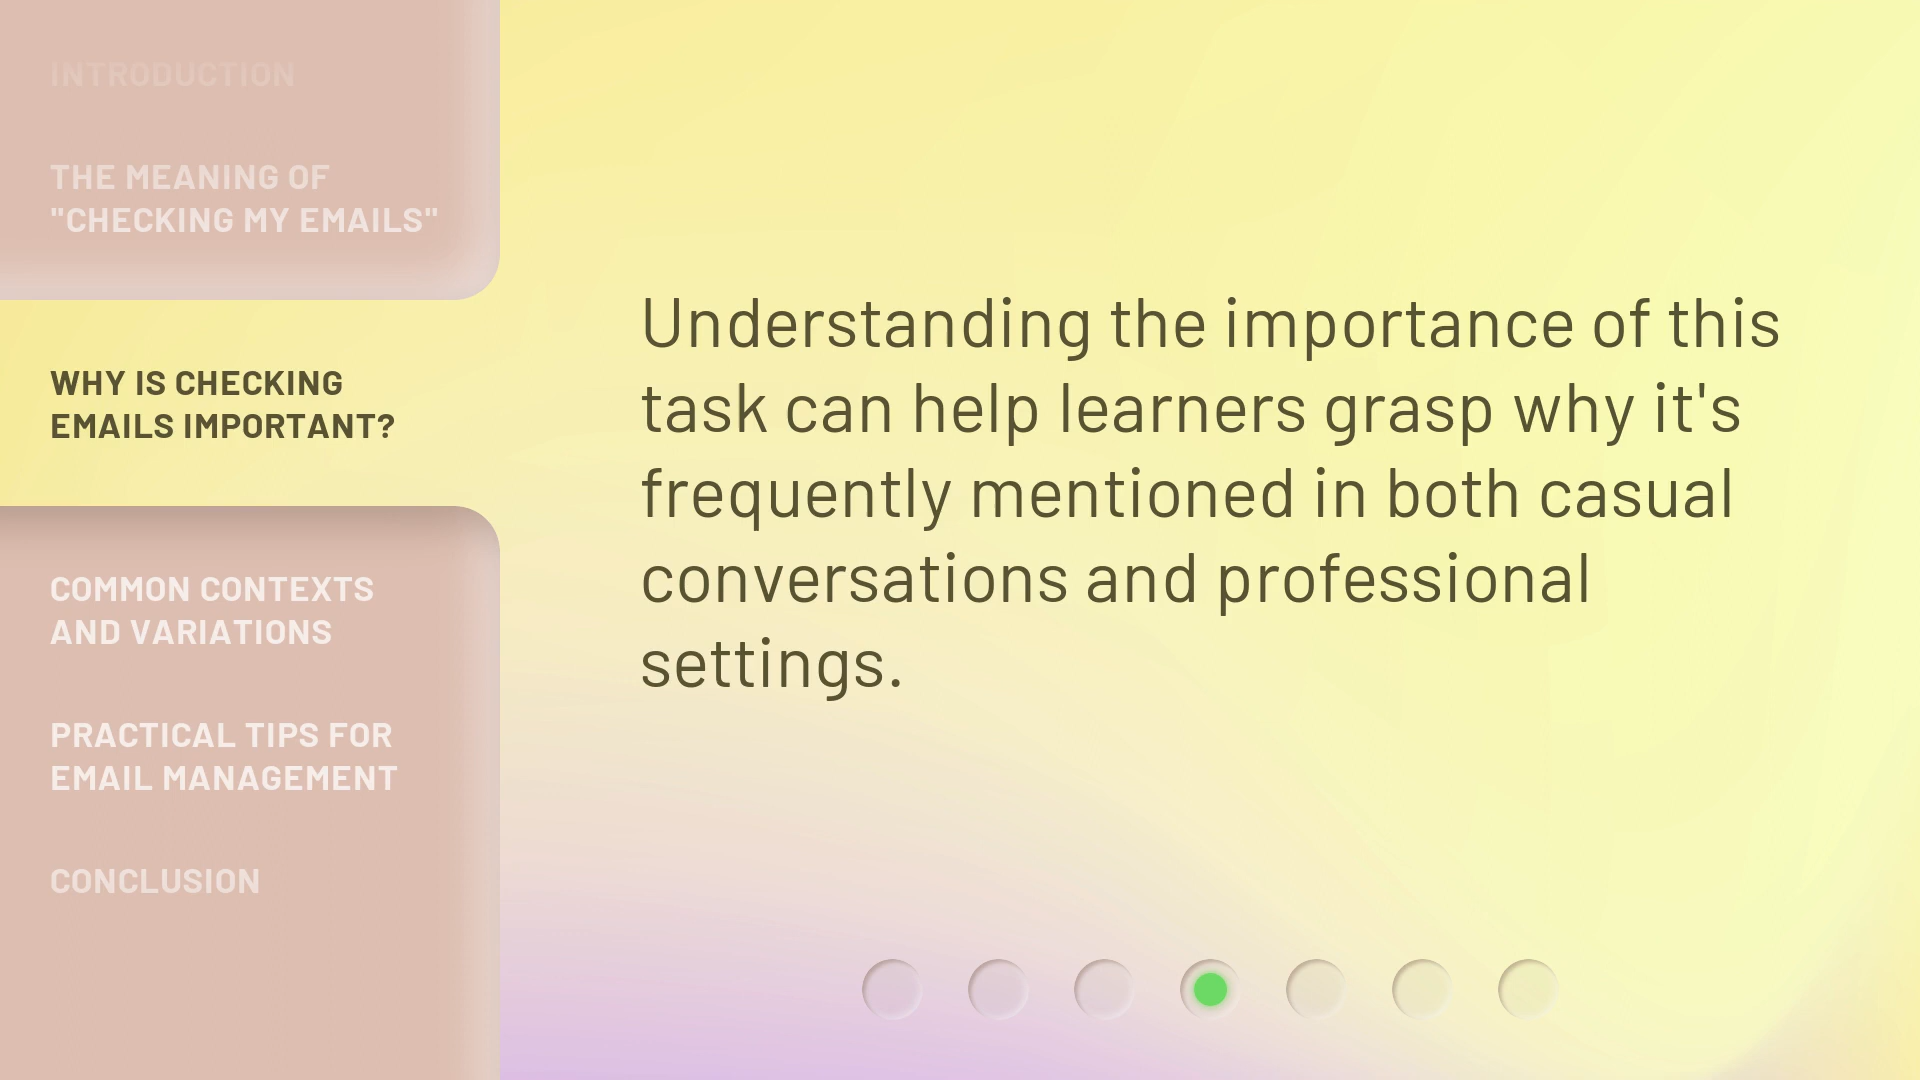 INTRODUCTION
THE MEANING OF
"CHECKING MY EMAILS"
WHY IS CHECKING
EMAILS IMPORTANT?
COMMON CONTEXTS
AND VARIATIONS
PRACTICAL TIPS FOR
EMAIL MANAGEMENT
CONCLUSION
Understanding the importance of this
task can help learners grasp why it's
frequently mentioned in both casual
conversations and professional
settings.